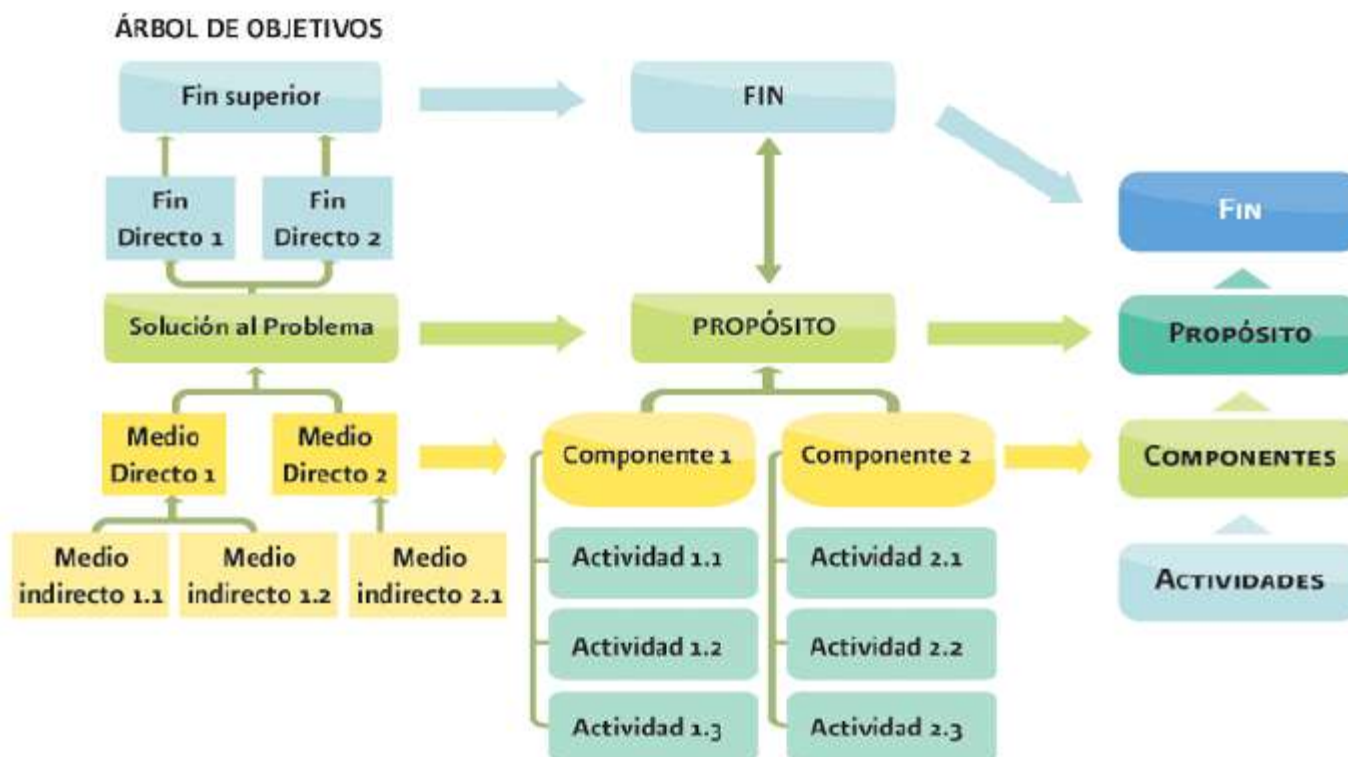 ÁRBOL DE OBJETIVOS
Fin superior
FIN
Fin
Directo 1
Fin
Directo 2
FIN
Solución al Problema
PROPÓSITO
PROPÓSITO
Medio
Directo 1
Medio
Directo 2
Componente 1
Componente 2
COMPONENTES
Medio
indirecto 1.1
Medio
indirecto 1.2
Medio
indirecto 2.1
Actividad 1.1
Actividad 2.1
ACTIVIDADES
Actividad 1.2
Actividad 2.2
Actividad 1.3
Actividad 2.3